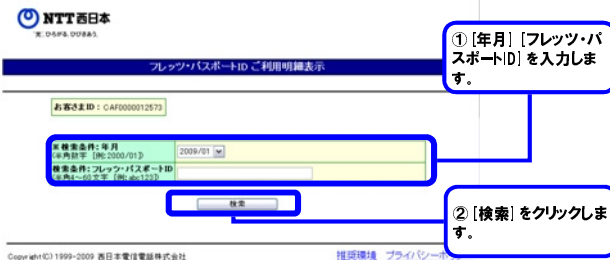 NTT西日本
光、ひろがる、ひびきあう。
フレッツ・パスポートID ご利用明細表示
① [年月] [フレッツ・パ
スポートID] を入力しま
す。
お客さまID：CAF0000012573
※検索条件：年月
(半角数字 [例:2000/01])
2009/01
検索条件：フレッツ・パスポートID
(半角4～60文字 [例:abc123])
検索
② [検索] をクリックしま
す。
Copyright(C) 1999-2009 西日本電信電話株式会社
推奨環境 プライバシーポ